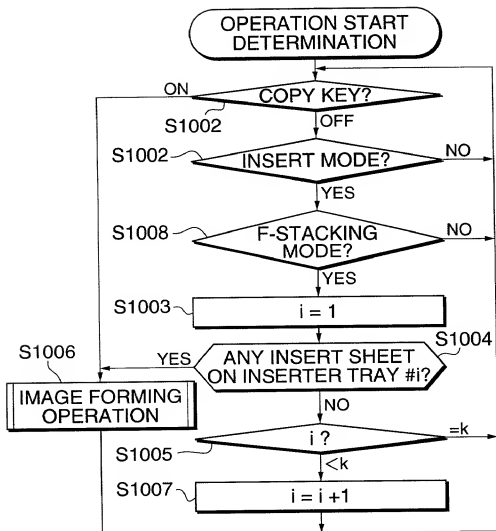 OPERATION START
DETERMINATION
ON
COPY KEY?
S1002
OFF
S1002
INSERT MODE?
NO
YES
S1008
F-STACKING
MODE?
NO
YES
S1003
i = 1
S1004
YES
ANY INSERT SHEET
ON INSERTER TRAY #i?
S1006
NO
IMAGE FORMING
OPERATION
i ?
=k
S1005
<k
S1007
i = i +1